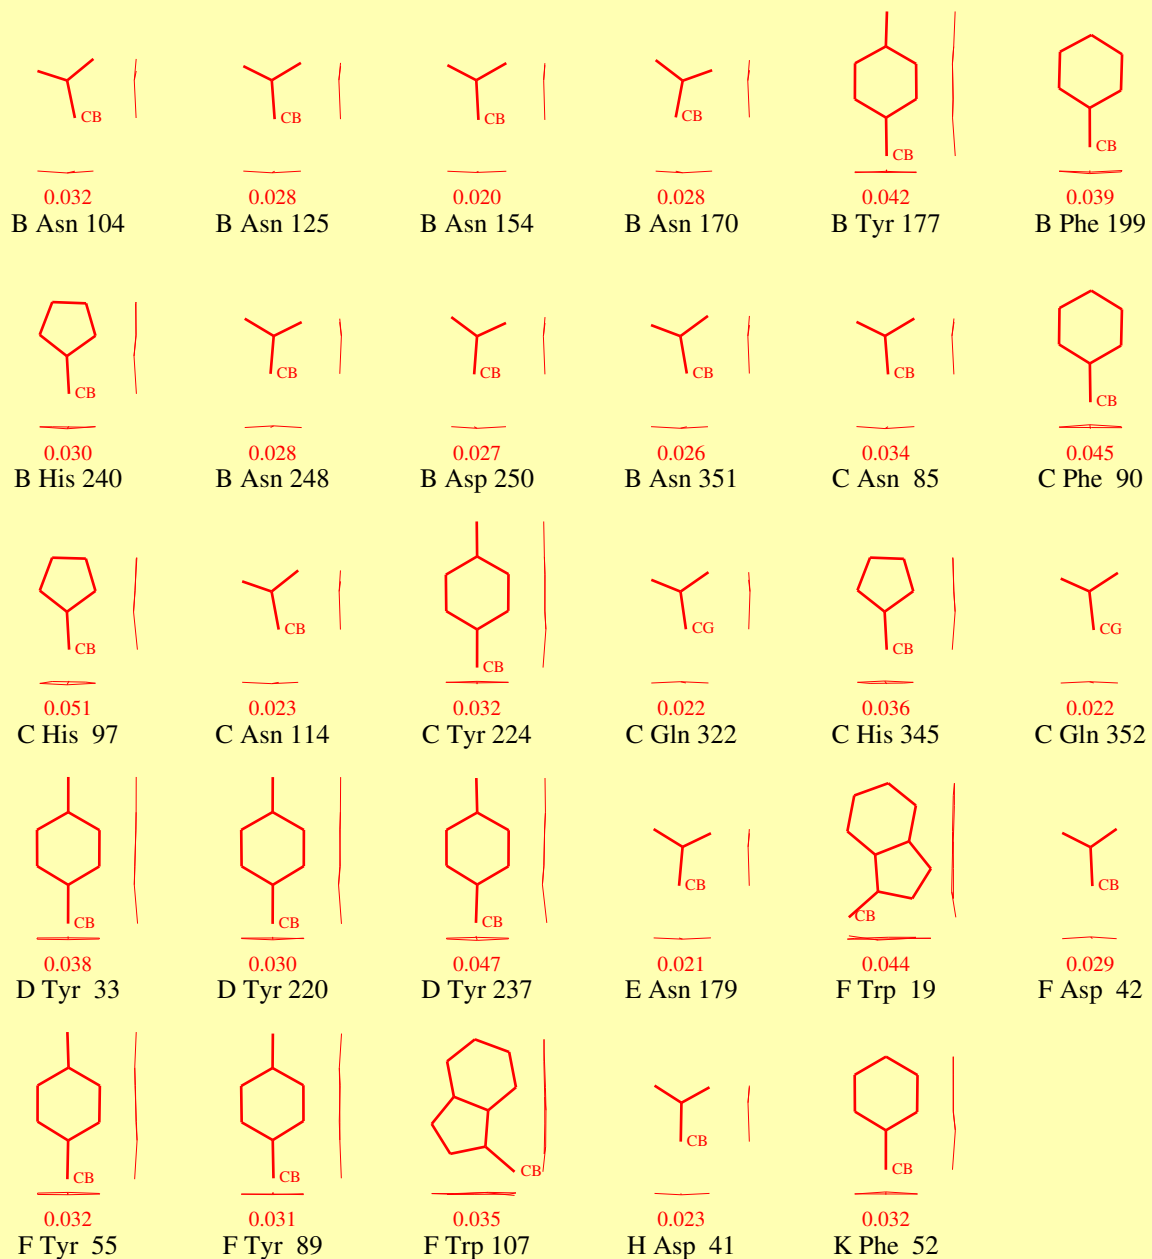 CB CB CB CB CB CB
0.032 0.028 0.020 0.028 0.042 0.039
B Asn 104 B Asn 125 B Asn 154 B Asn 170 B Tyr 177 B Phe 199
CB CB CB CB CB CB
0.030 0.028 0.027 0.026 0.034 0.045
B His 240 B Asn 248 B Asp 250 B Asn 351 C Asn 85 C Phe 90
CB CB CB CG CB CG
0.051 0.023 0.032 0.022 0.036 0.022
C His 97 C Asn 114 C Tyr 224 C Gln 322 C His 345 C Gln 352
CB CB CB CB CB CB
0.038 0.030 0.047 0.021 0.044 0.029
D Tyr 33 D Tyr 220 D Tyr 237 E Asn 179 F Trp 19 F Asp 42
CB CB CB CB CB
0.032 0.031 0.035 0.023 0.032
F Tyr 55 F Tyr 89 F Trp 107 H Asp 41 K Phe 52